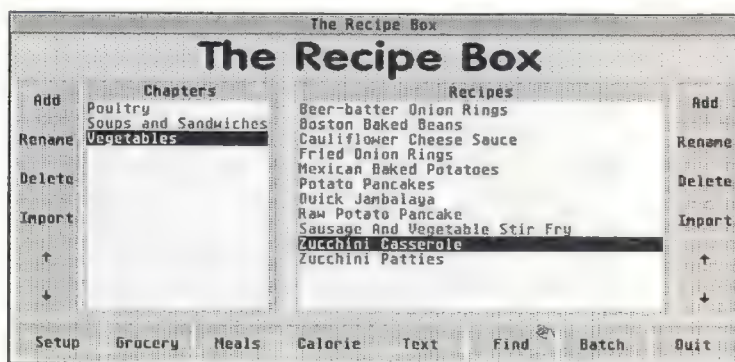 The Recipe Box
The Recipe Box
Chapters
Poultry
Soups and Sandwiches
Vegetables
Recipes
Beer-batter Onion Rings
Boston Baked Beans
Cauliflower Cheese Sauce
Fried Onion Rings
Mexican Baked Potatoes
Potato Pancakes
Quick Jambalaya
Raw Potato Pancake
Sausage And Vegetable Stir Fry
Zucchini Casserole
Zucchini Patties
Add
Rename
Delete
Import
↑
↓
Add
Rename
Delete
Import
↑
↓
Setup Grocery Meals Calorie Text Find Batch Quit